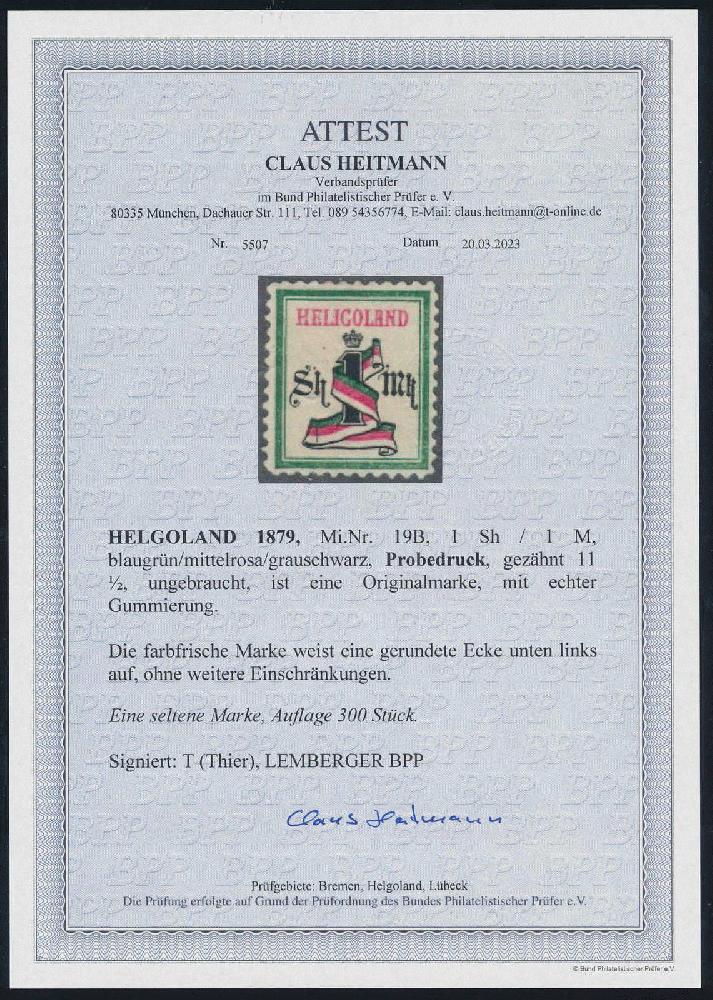 ATTEST
CLAUS HEITMANN
Verbandsprüfer
im Bund Philatelistischer Prüfer e. V.
80335 München, Dachauer Str. 111, Tel. 089 54356774, E-Mail: claus.heitmann@t-online.de
Nr. 5507 Datum 20.03.2023
HELIGOLAND
Sh 1 Mk
HELGOLAND 1879, Mi.Nr. 19B, 1 Sh / 1 M,
blaugrün/mittelrosa/grauschwarz, Probedruck, gezähnt 11
½, ungebraucht, ist eine Originalmarke, mit echter
Gummierung.
Die farbfrische Marke weist eine gerundete Ecke unten links
auf, ohne weitere Einschränkungen.
Eine seltene Marke, Auflage 300 Stück.
Signiert: T (Thier), LEMBERGER BPP
Claus Heitmann
Prüfgebiete: Bremen, Helgoland, Lübeck
Die Prüfung erfolgte auf Grund der Prüfordnung des Bundes Philatelistischer Prüfer e.V.
© Bund Philatelistischer Prüfer e.V.